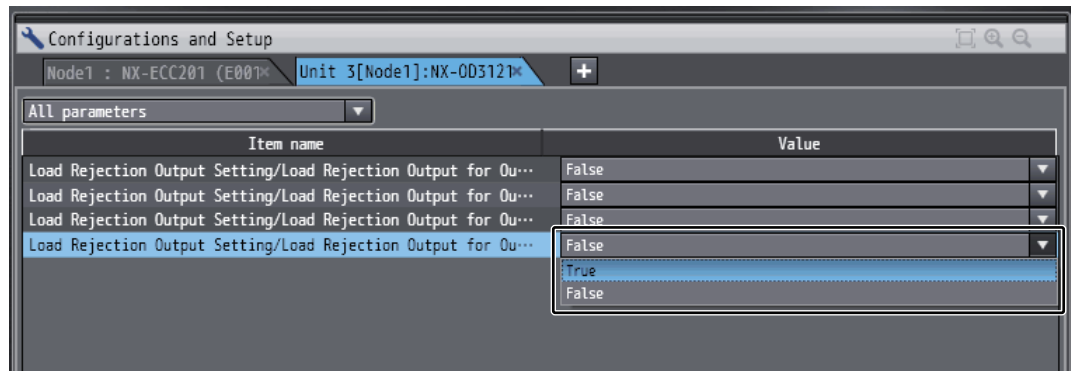 Configurations and Setup
Node1 : NX-ECC201 (E001× Unit 3[Node1]:NX-OD3121× +
All parameters
Item name Value
Load Rejection Output Setting/Load Rejection Output for Ou… False
Load Rejection Output Setting/Load Rejection Output for Ou… False
Load Rejection Output Setting/Load Rejection Output for Ou… False
Load Rejection Output Setting/Load Rejection Output for Ou… False
True
False